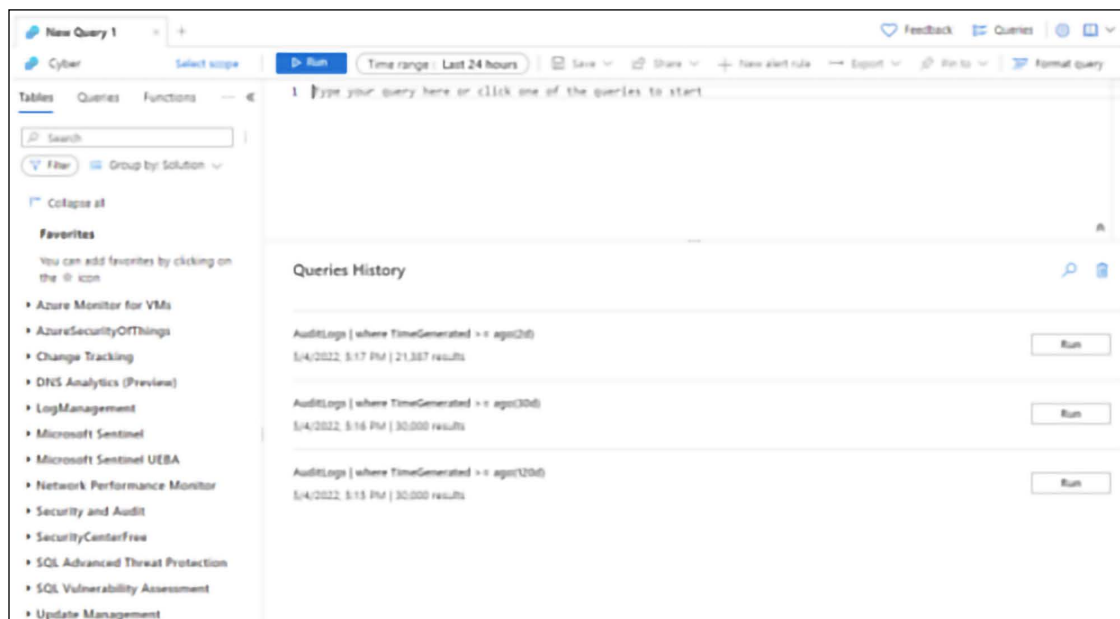 New Query 1
Feedback
Queries
Cyber
Select scope
Run
Time range : Last 24 hours
Save
Share
New alert rule
Export
Pin to
Format query
Tables
Queries
Functions
1 Type your query here or click one of the queries to start
Search
Filter
Group by: Solution
Collapse all
Favorites
You can add favorites by clicking on
the ☆ icon
Azure Monitor for VMs
AzureSecurityOfThings
Change Tracking
DNS Analytics (Preview)
LogManagement
Microsoft Sentinel
Microsoft Sentinel UEBA
Network Performance Monitor
Security and Audit
SecurityCenterFree
SQL Advanced Threat Protection
SQL Vulnerability Assessment
Update Management
Queries History
AuditLogs | where TimeGenerated >= ago(2d)
5/4/2022, 5:17 PM | 21,387 results
Run
AuditLogs | where TimeGenerated >= ago(30d)
5/4/2022, 5:16 PM | 30,000 results
Run
AuditLogs | where TimeGenerated >= ago(120d)
5/4/2022, 5:15 PM | 30,000 results
Run